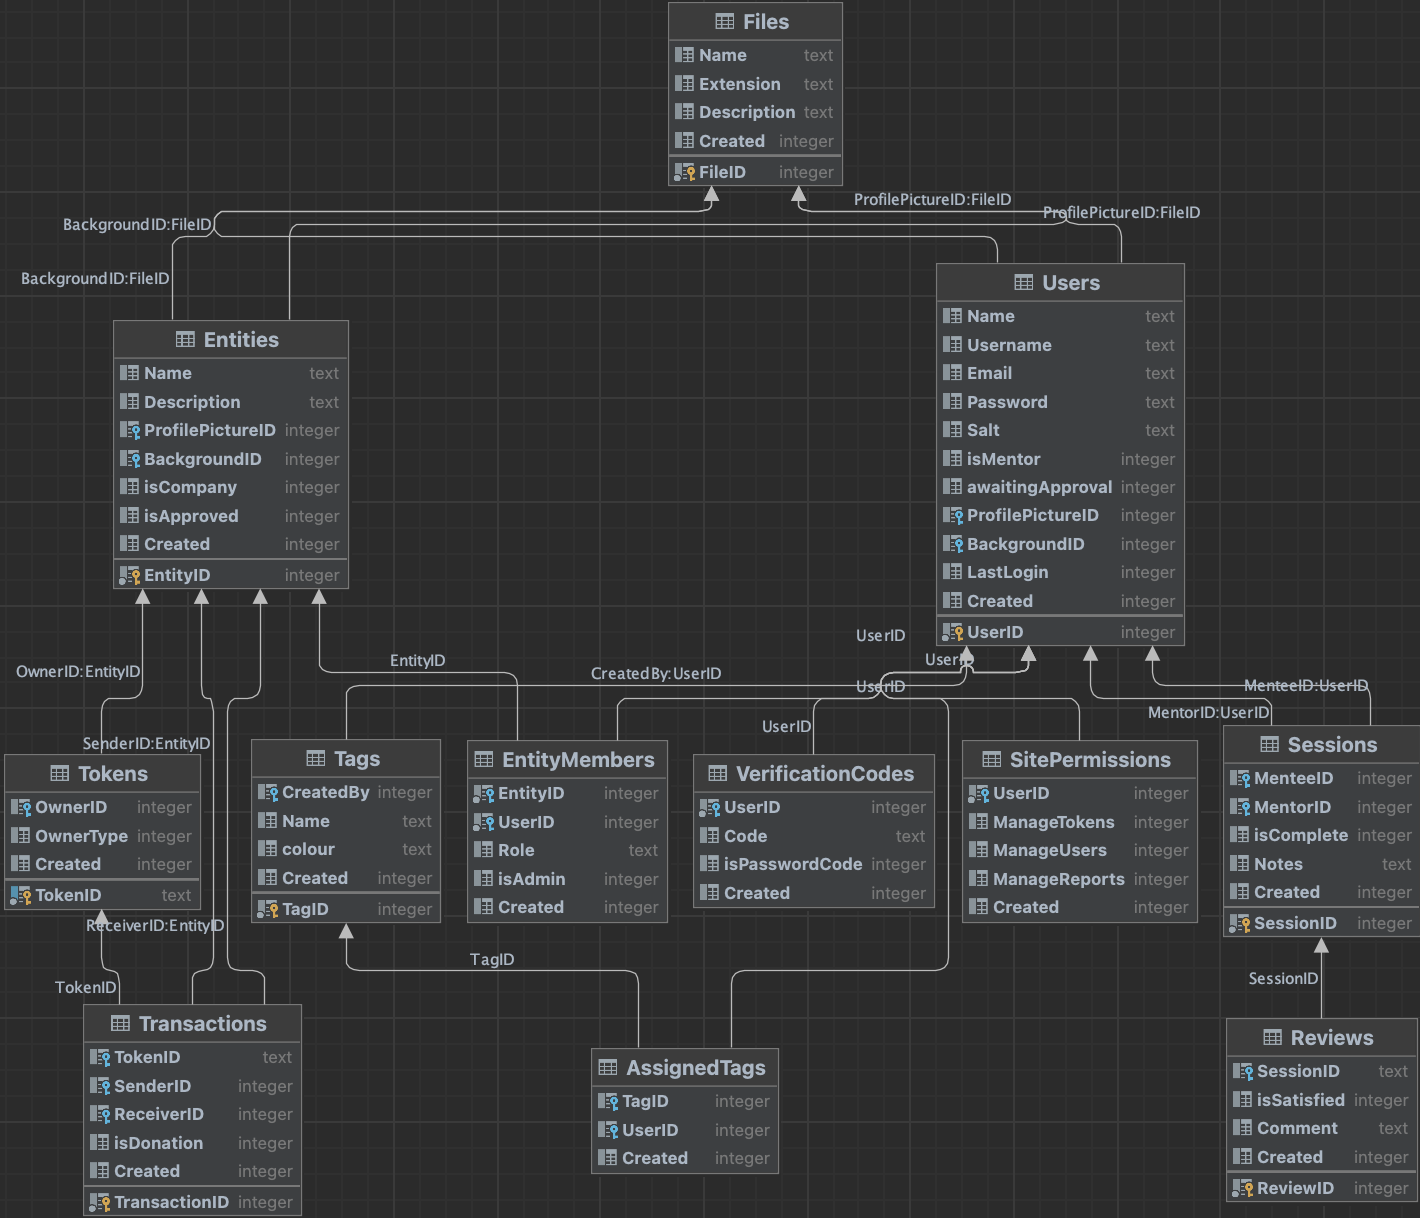 Files
Name text
Extension text
Description text
Created integer
FileID integer
BackgroundID:FileID
BackgroundID:FileID
ProfilePictureID:FileID
ProfilePictureID:FileID
Entities
Name text
Description text
ProfilePictureID integer
BackgroundID integer
isCompany integer
isApproved integer
Created integer
EntityID integer
Users
Name text
Username text
Email text
Password text
Salt text
isMentor integer
awaitingApproval integer
ProfilePictureID integer
BackgroundID integer
LastLogin integer
Created integer
UserID integer
OwnerID:EntityID
EntityID
CreatedBy:UserID
UserID
UserID
UserID
UserID
MenteeID:UserID
MentorID:UserID
SenderID:EntityID
Tokens
OwnerID integer
OwnerType integer
Created integer
TokenID text
Tags
CreatedBy integer
Name text
colour text
Created integer
TagID integer
EntityMembers
EntityID integer
UserID integer
Role text
isAdmin integer
Created integer
VerificationCodes
UserID integer
Code text
isPasswordCode integer
Created integer
SitePermissions
UserID integer
ManageTokens integer
ManageUsers integer
ManageReports integer
Created integer
Sessions
MenteeID integer
MentorID integer
isComplete integer
Notes text
Created integer
SessionID integer
ReceiverID:EntityID
TokenID
TagID
SessionID
Transactions
TokenID text
SenderID integer
ReceiverID integer
isDonation integer
Created integer
TransactionID integer
AssignedTags
TagID integer
UserID integer
Created integer
Reviews
SessionID text
isSatisfied integer
Comment text
Created integer
ReviewID integer